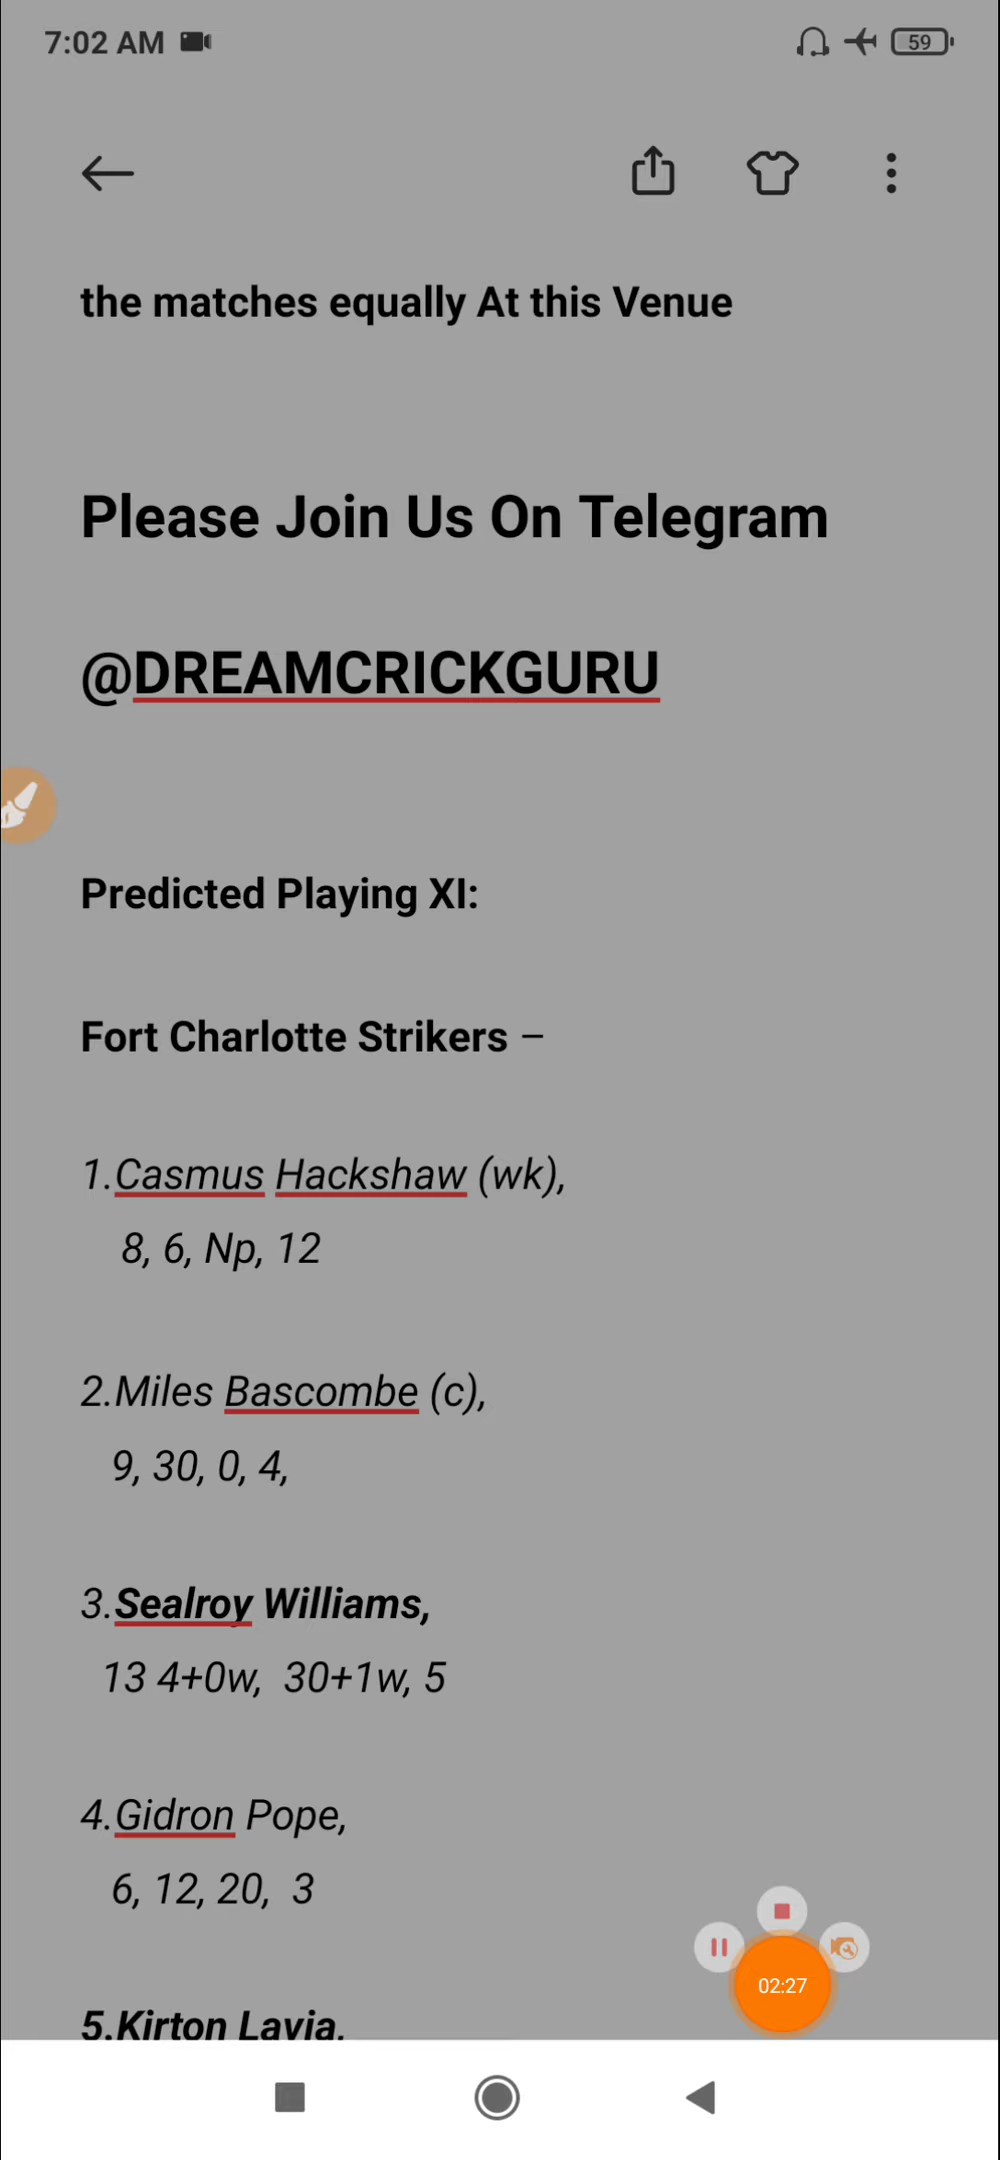 7:02 AM
59
the matches equally At this Venue
Please Join Us On Telegram
@DREAMCRICKGURU
Predicted Playing XI:
Fort Charlotte Strikers –
1.Casmus Hackshaw (wk),
8, 6, Np, 12
2.Miles Bascombe (c),
9, 30, 0, 4,
3.Sealroy Williams,
13 4+0w, 30+1w, 5
4.Gidron Pope,
6, 12, 20, 3
02:27
5.Kirton Lavia,